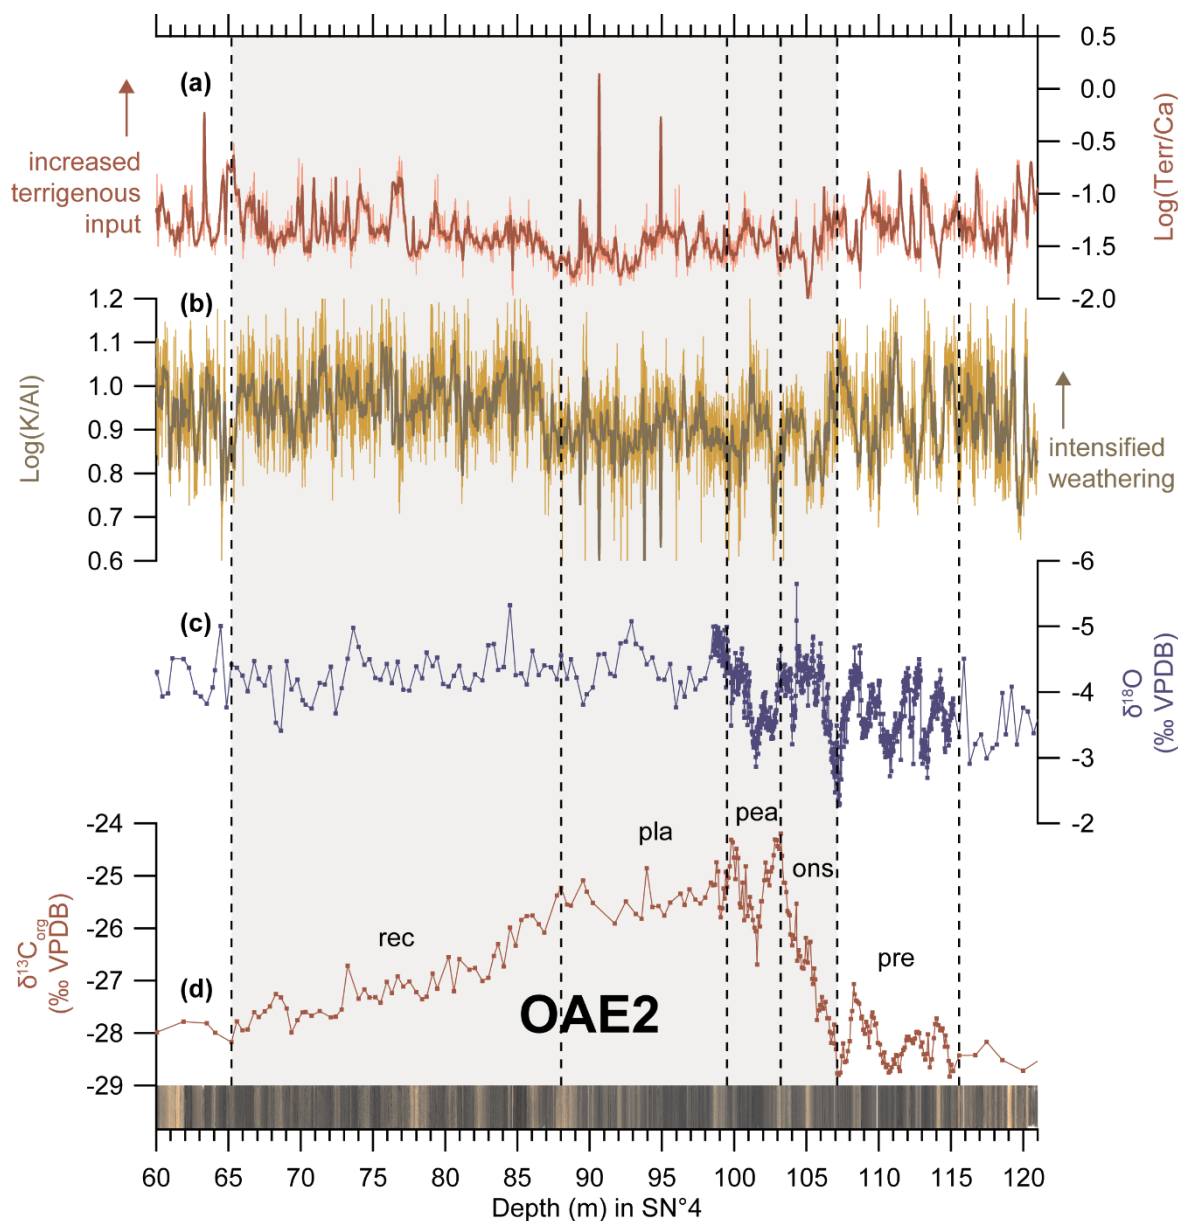 (a)
increased
terrigenous
input
0.5
0.0
-0.5
-1.0
-1.5
-2.0
Log(Terr/Ca)
(b)
1.2
1.1
1.0
0.9
0.8
0.7
0.6
Log(K/Al)
intensified
weathering
(c)
-6
-5
-4
-3
-2
δ18O
(‰ VPDB)
-24
-25
-26
-27
-28
-29
δ13Corg
(‰ VPDB)
(d)
rec
pla
pea
ons
pre
OAE2
60 65 70 75 80 85 90 95 100 105 110 115 120
Depth (m) in SN°4